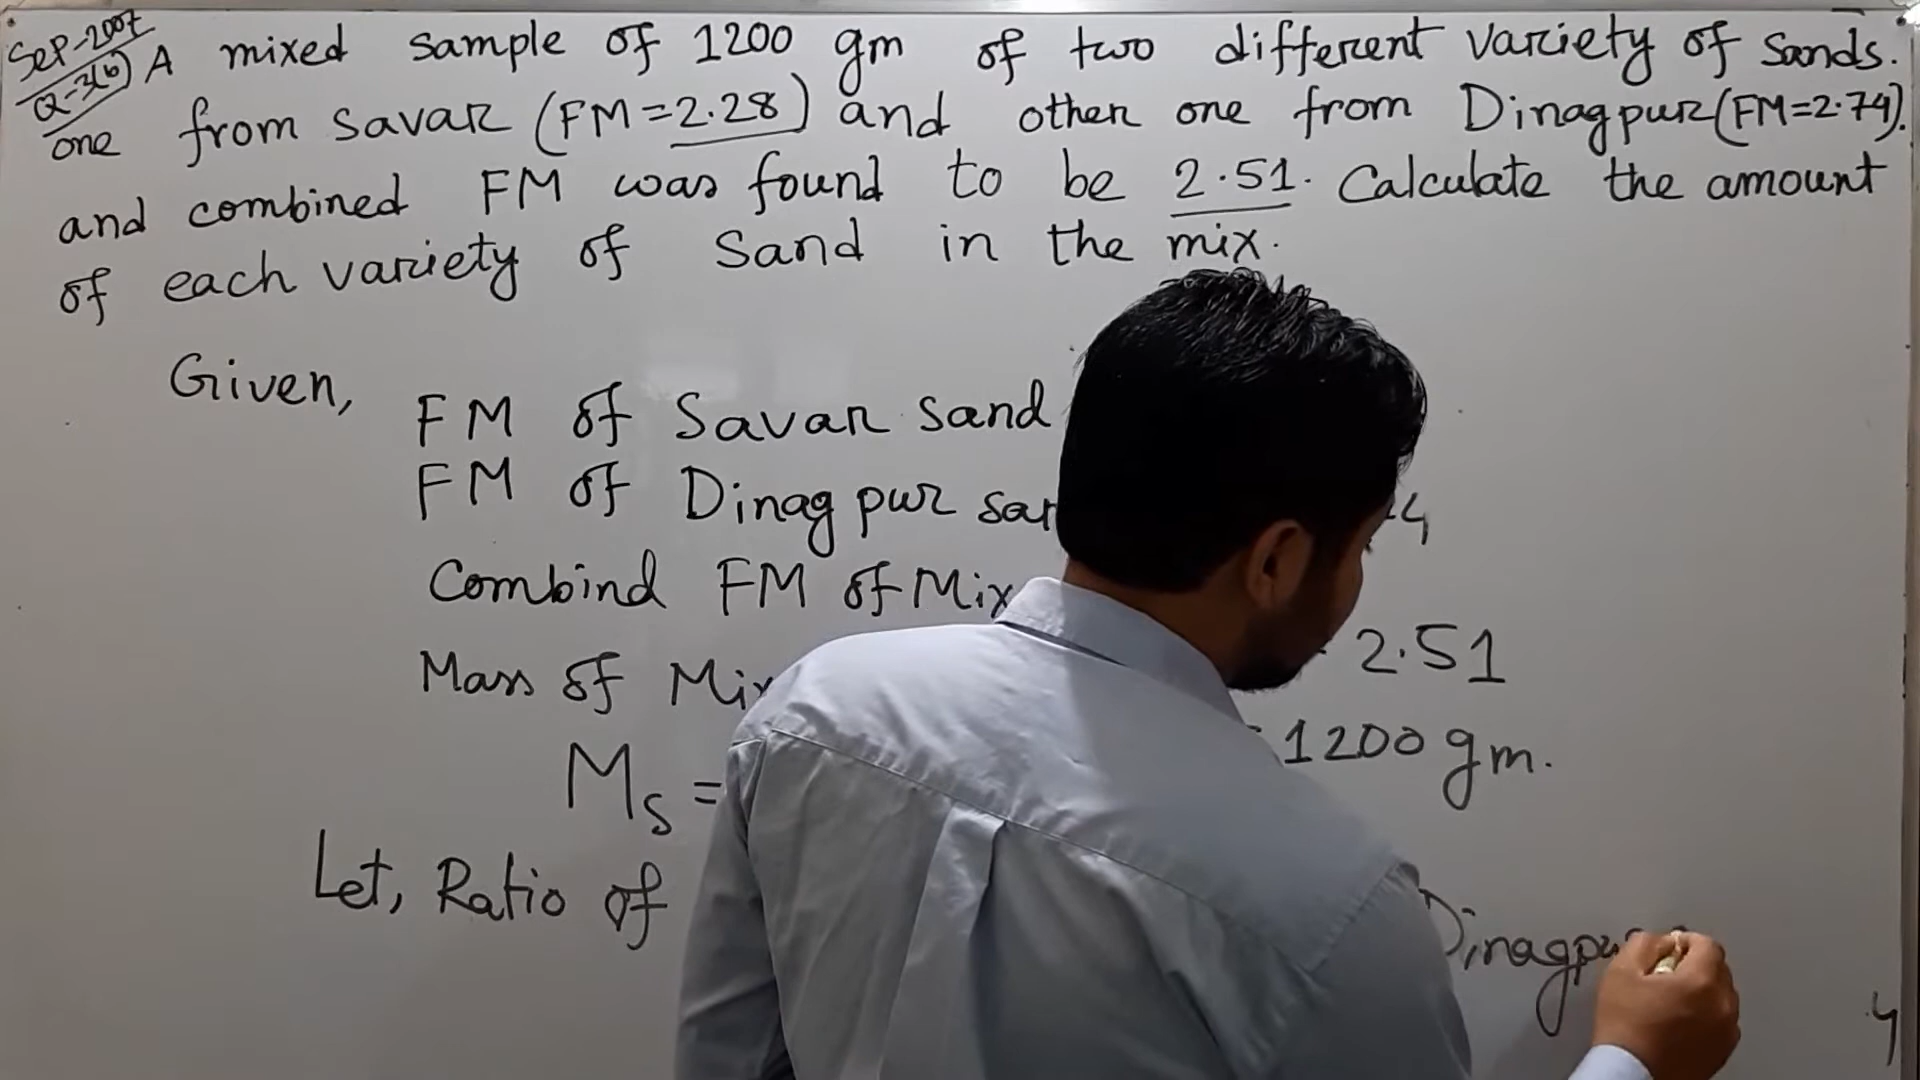 Sep-2007
Q-3(b)
A mixed sample of 1200 gm of two different variety of sands.
one from Savar (FM=2.28) and other one from Dinagpur (FM=2.74).
and combined FM was found to be 2.51. Calculate the amount
of each variety of Sand in the mix.
Given,
FM of Savar sand
FM of Dinagpur 4
Combind FM of Mix 2.51
Mass of Mix = 1200 gm.
Ms =
Let, Ratio of Dinagpur